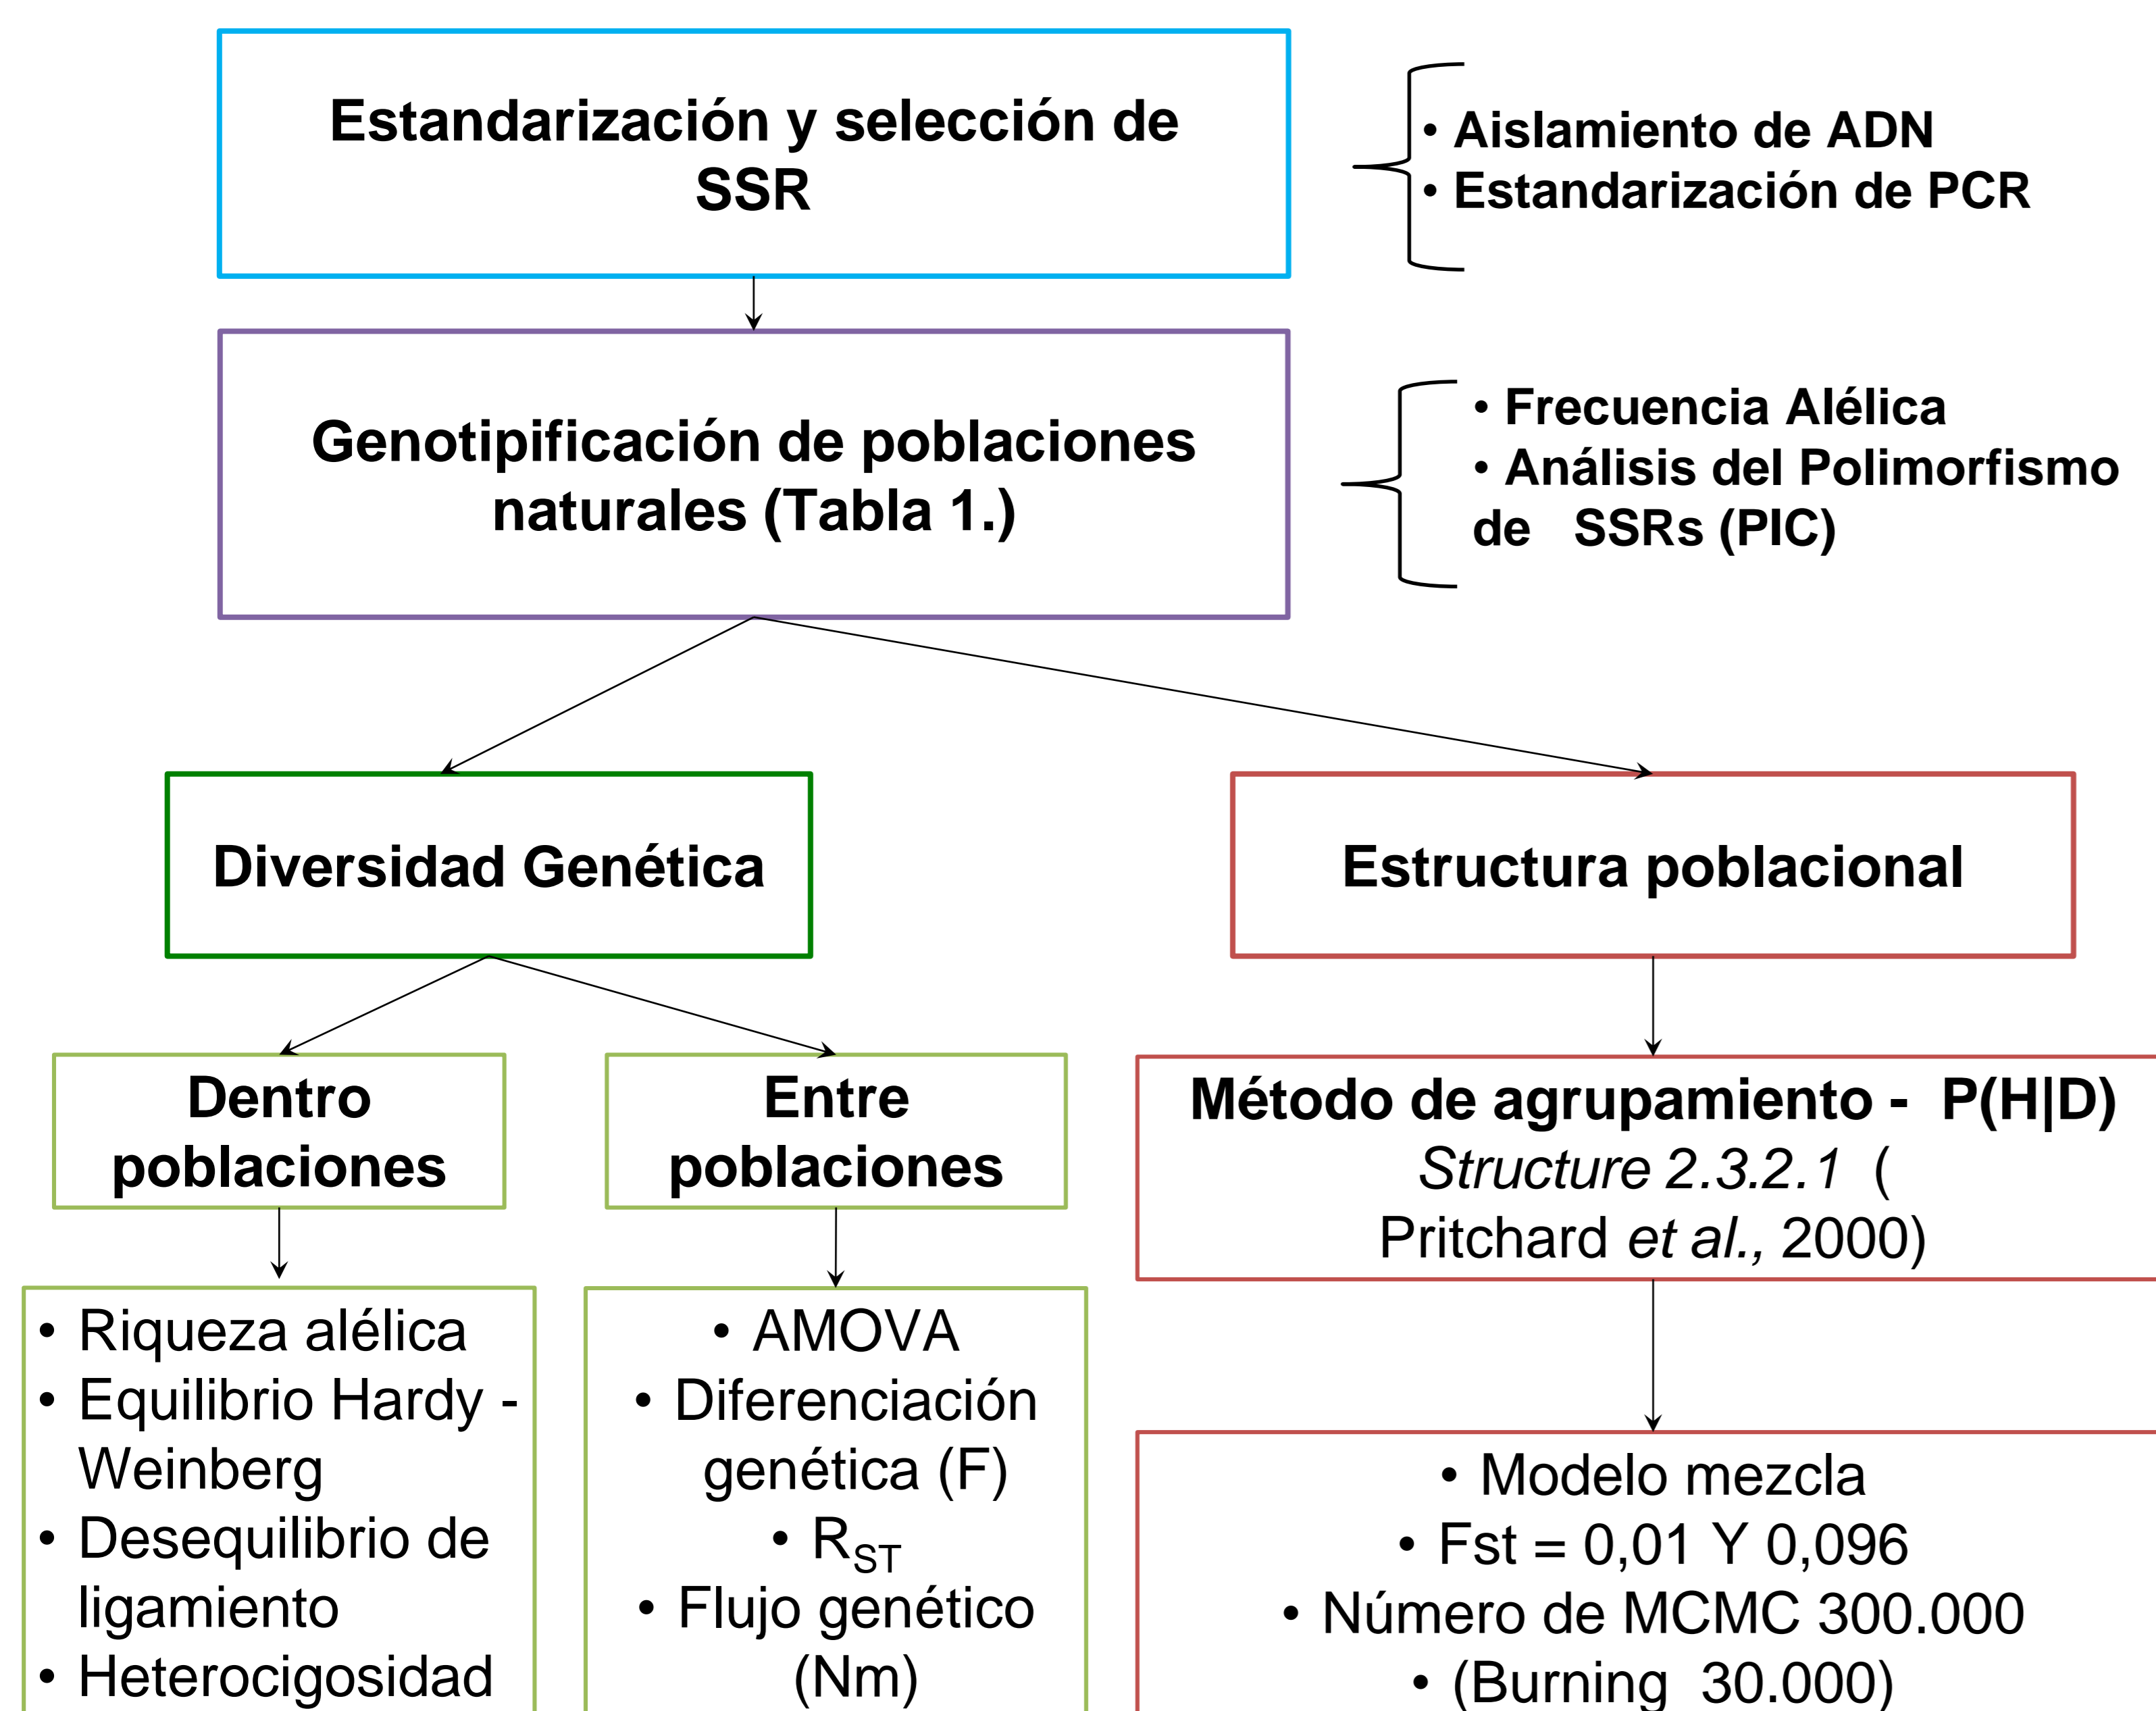 Estandarización y selección de
SSR
• Aislamiento de ADN
• Estandarización de PCR
Genotipificación de poblaciones
naturales (Tabla 1.)
• Frecuencia Alélica
• Análisis del Polimorfismo
de SSRs (PIC)
Diversidad Genética
Estructura poblacional
Dentro
poblaciones
Entre
poblaciones
Método de agrupamiento - P(H|D)
Structure 2.3.2.1 (
Pritchard et al., 2000)
• Riqueza alélica
• Equilibrio Hardy -
Weinberg
• Desequilibrio de
ligamiento
• Heterocigosidad
• AMOVA
• Diferenciación
genética (F)
• R_ST
• Flujo genético
(Nm)
• Modelo mezcla
• Fst = 0,01 Y 0,096
• Número de MCMC 300.000
• (Burning 30.000)